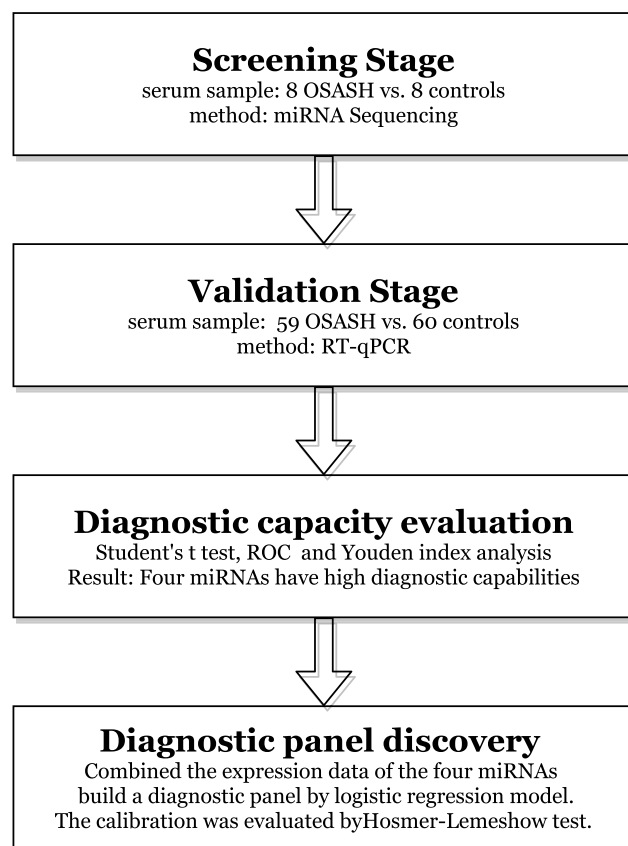 Screening Stage
serum sample: 8 OSASH vs. 8 controls
method: miRNA Sequencing
Validation Stage
serum sample:  59 OSASH vs. 60 controls
method: RT-qPCR
Diagnostic capacity evaluation
Student's t test, ROC  and Youden index analysis
Result: Four miRNAs have high diagnostic capabilities
Diagnostic panel discovery
Combined the expression data of the four miRNAs
build a diagnostic panel by logistic regression model.
The calibration was evaluated byHosmer-Lemeshow test.